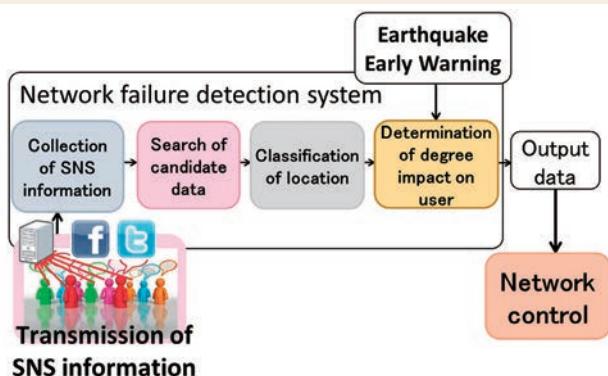 Earthquake
Early Warning
Network failure detection system
Collection
of SNS
information
Search of
candidate
data
Classification
of location
Determination
of degree
impact on
user
Output
data
f
t
Network
control
Transmission of
SNS information